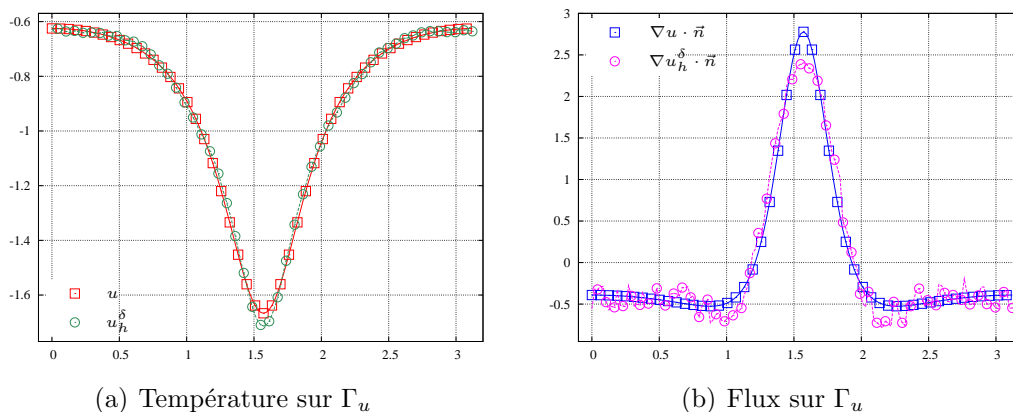 -0.6
-0.8
-1
-1.2
-1.4
-1.6
0 0.5 1 1.5 2 2.5 3
u
u_h^δ
(a) Température sur Γ_u
3
2.5
2
1.5
1
0.5
0
-0.5
0 0.5 1 1.5 2 2.5 3
∇u · n⃗
∇u_h^δ · n⃗
(b) Flux sur Γ_u